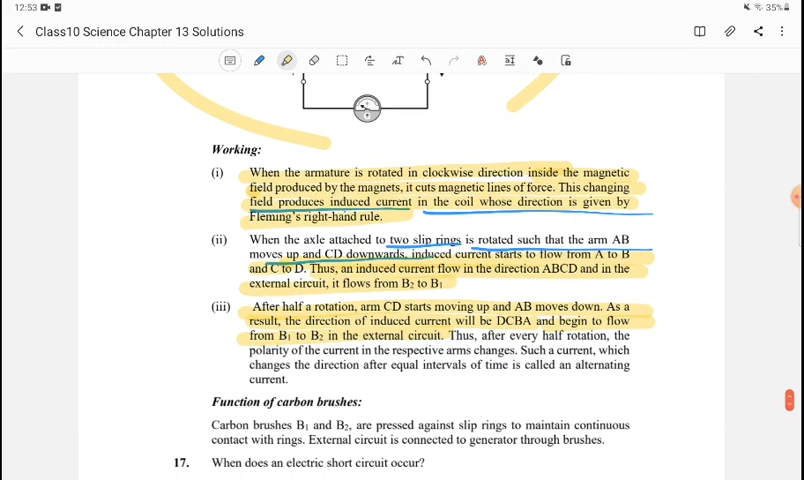 12:53
35%
Class10 Science Chapter 13 Solutions
Working:
(i) When the armature is rotated in clockwise direction inside the magnetic
field produced by the magnets, it cuts magnetic lines of force. This changing
field produces induced current in the coil whose direction is given by
Fleming's right-hand rule.
(ii) When the axle attached to two slip rings is rotated such that the arm AB
moves up and CD downwards, induced current starts to flow from A to B
and C to D. Thus, an induced current flow in the direction ABCD and in the
external circuit, it flows from B₂ to B₁
(iii) After half a rotation, arm CD starts moving up and AB moves down. As a
result, the direction of induced current will be DCBA and begin to flow
from B₁ to B₂ in the external circuit. Thus, after every half rotation, the
polarity of the current in the respective arms changes. Such a current, which
changes the direction after equal intervals of time is called an alternating
current.
Function of carbon brushes:
Carbon brushes B₁ and B₂, are pressed against slip rings to maintain continuous
contact with rings. External circuit is connected to generator through brushes.
17. When does an electric short circuit occur?